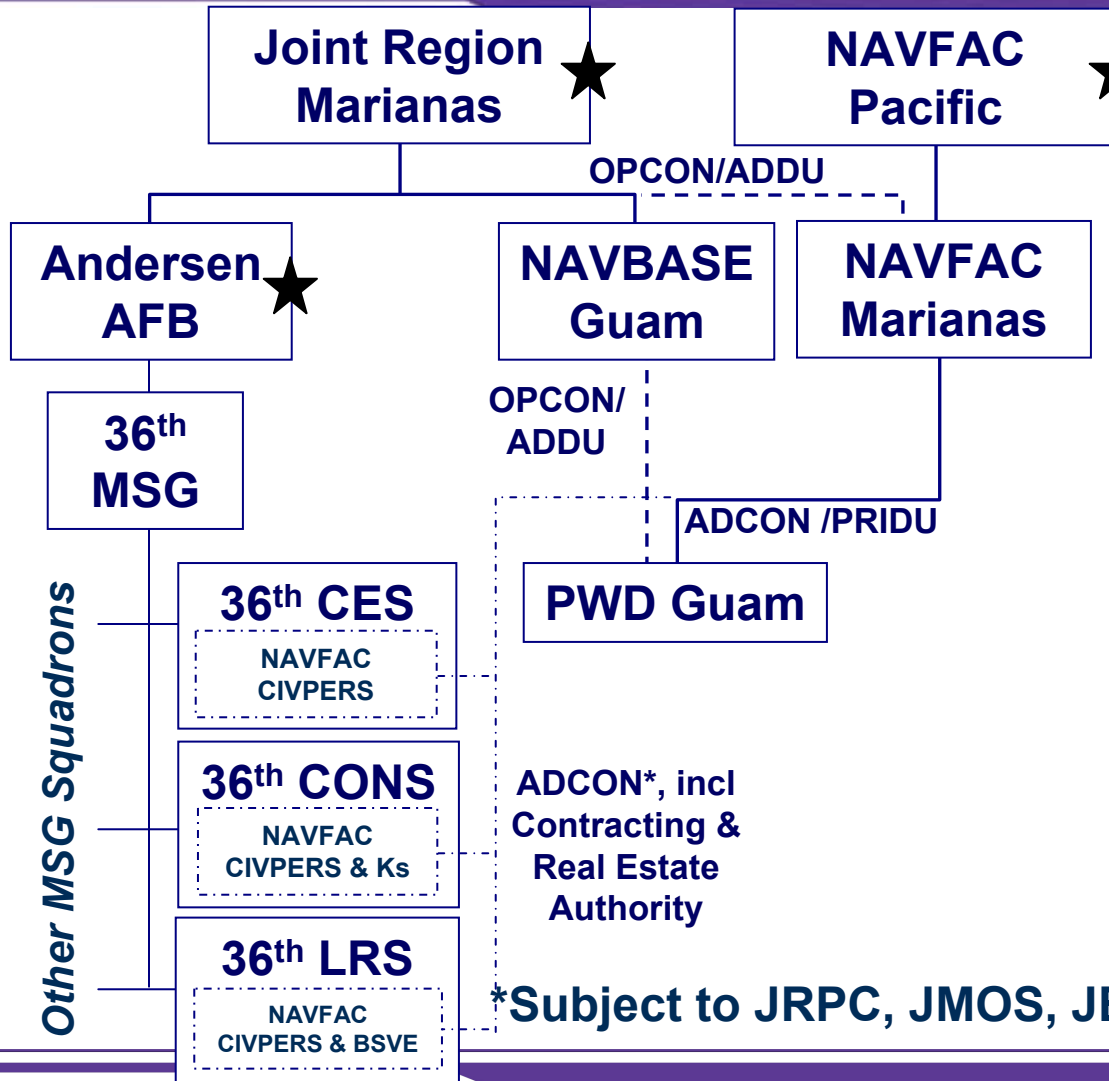 Joint Region
Marianas
NAVFAC
Pacific
OPCON/ADDU
Andersen
AFB
NAVBASE
Guam
NAVFAC
Marianas
36th
MSG
OPCON/
ADDU
ADCON /PRIDU
PWD Guam
Other MSG Squadrons
36th CES
NAVFAC
CIVPERS
36th CONS
NAVFAC
CIVPERS & Ks
ADCON*, incl
Contracting &
Real Estate
Authority
36th LRS
NAVFAC
CIVPERS & BSVE
*Subject to JRPC, JMOS,